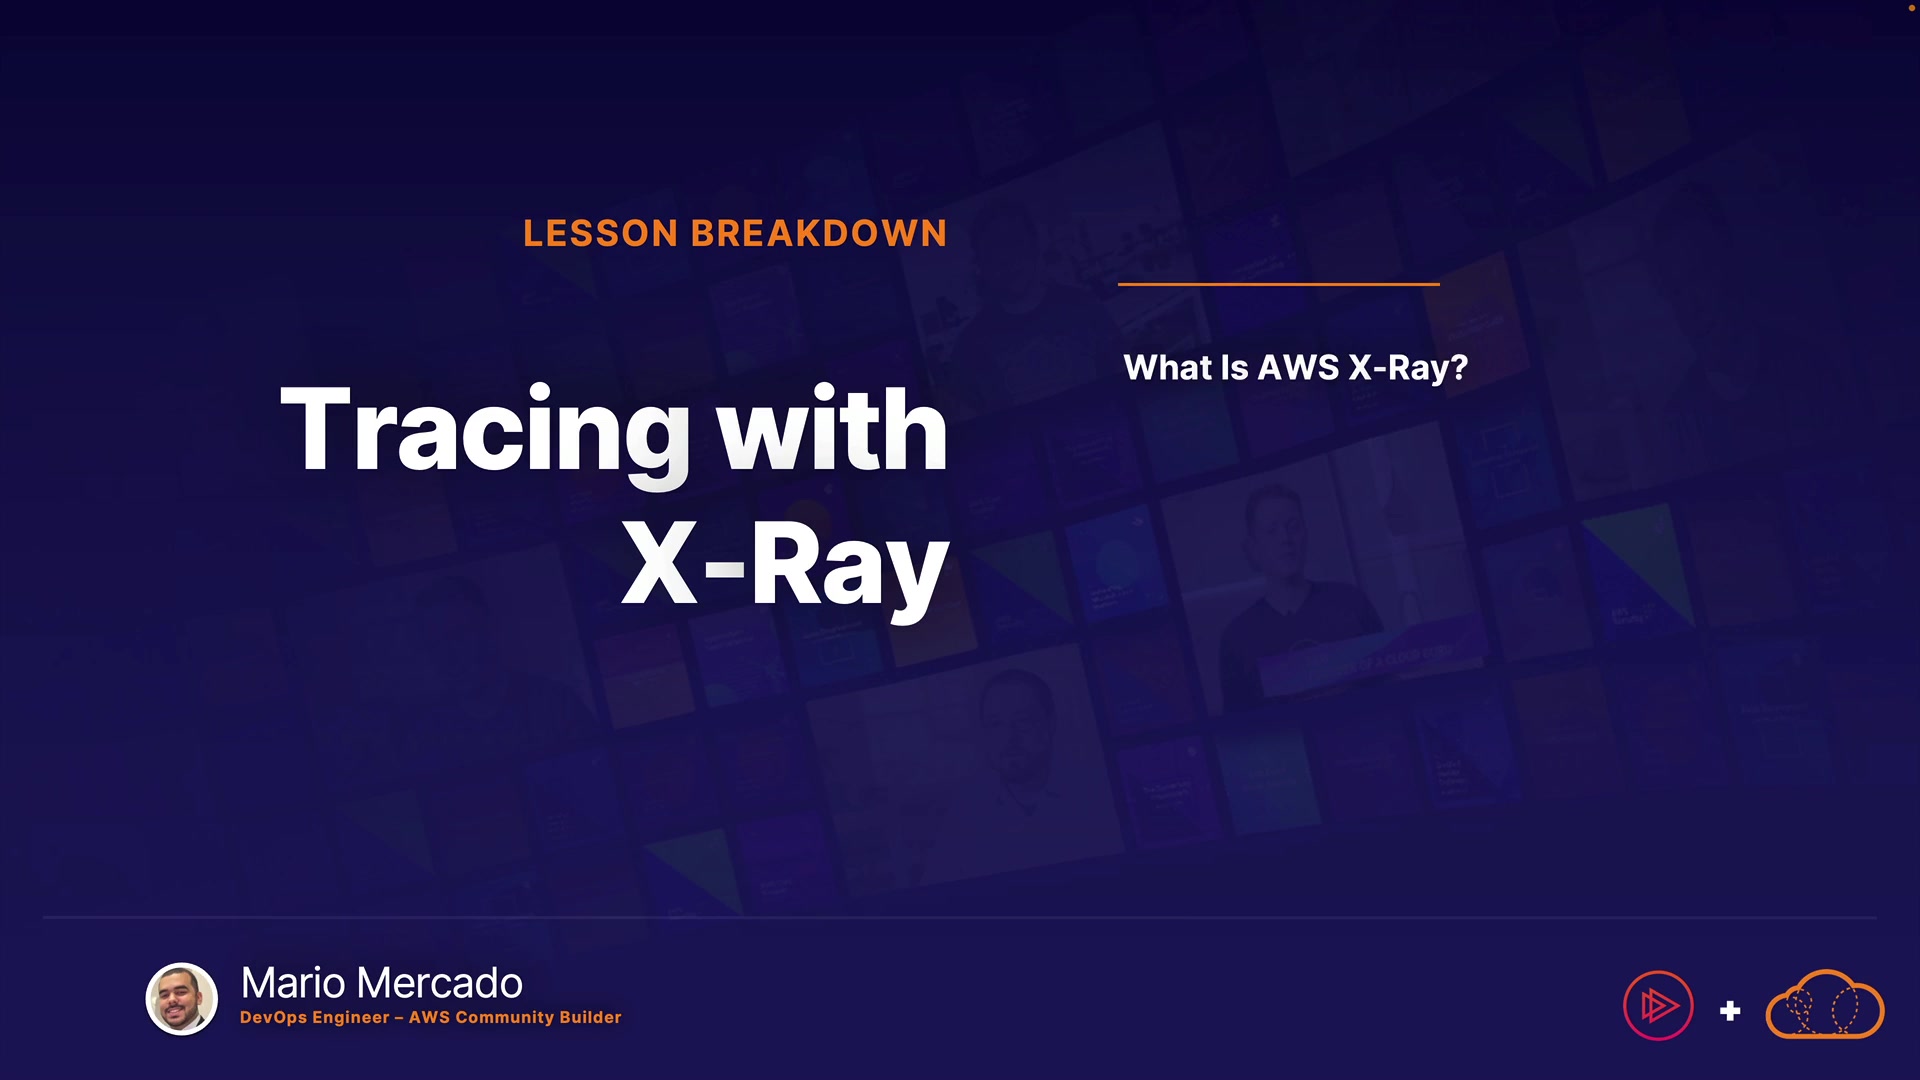 LESSON BREAKDOWN
Tracing with
X-Ray
What Is AWS X-Ray?
Mario Mercado
DevOps Engineer – AWS Community Builder